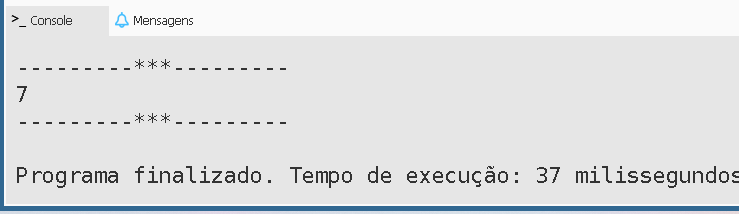 >_ Console Mensagens
---------***---------
7
---------***---------
Programa finalizado. Tempo de execução: 37 milissegundos